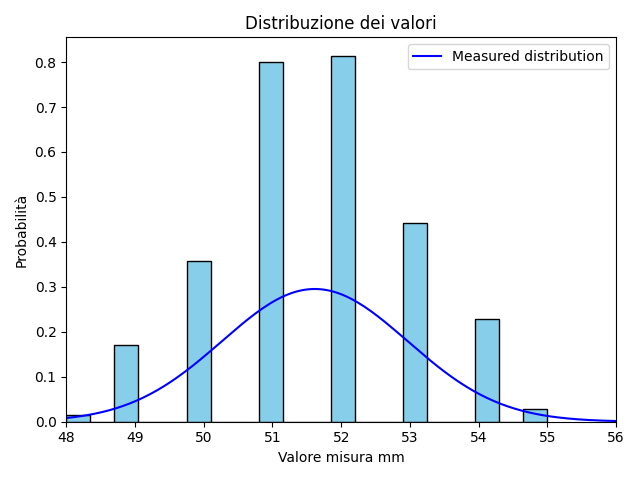 Distribuzione dei valori
Measured distribution
Probabilità
0.8
0.7
0.6
0.5
0.4
0.3
0.2
0.1
0.0
48 49 50 51 52 53 54 55 56
Valore misura mm